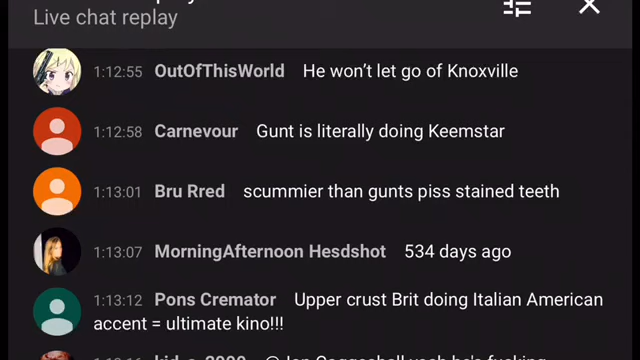 Live chat replay
1:12:55 OutOfThisWorld He won't let go of Knoxville
1:12:58 Carnevour Gunt is literally doing Keemstar
1:13:01 Bru Rred scummier than gunts piss stained teeth
1:13:07 MorningAfternoon Hesdshot 534 days ago
1:13:12 Pons Cremator Upper crust Brit doing Italian American
accent = ultimate kino!!!